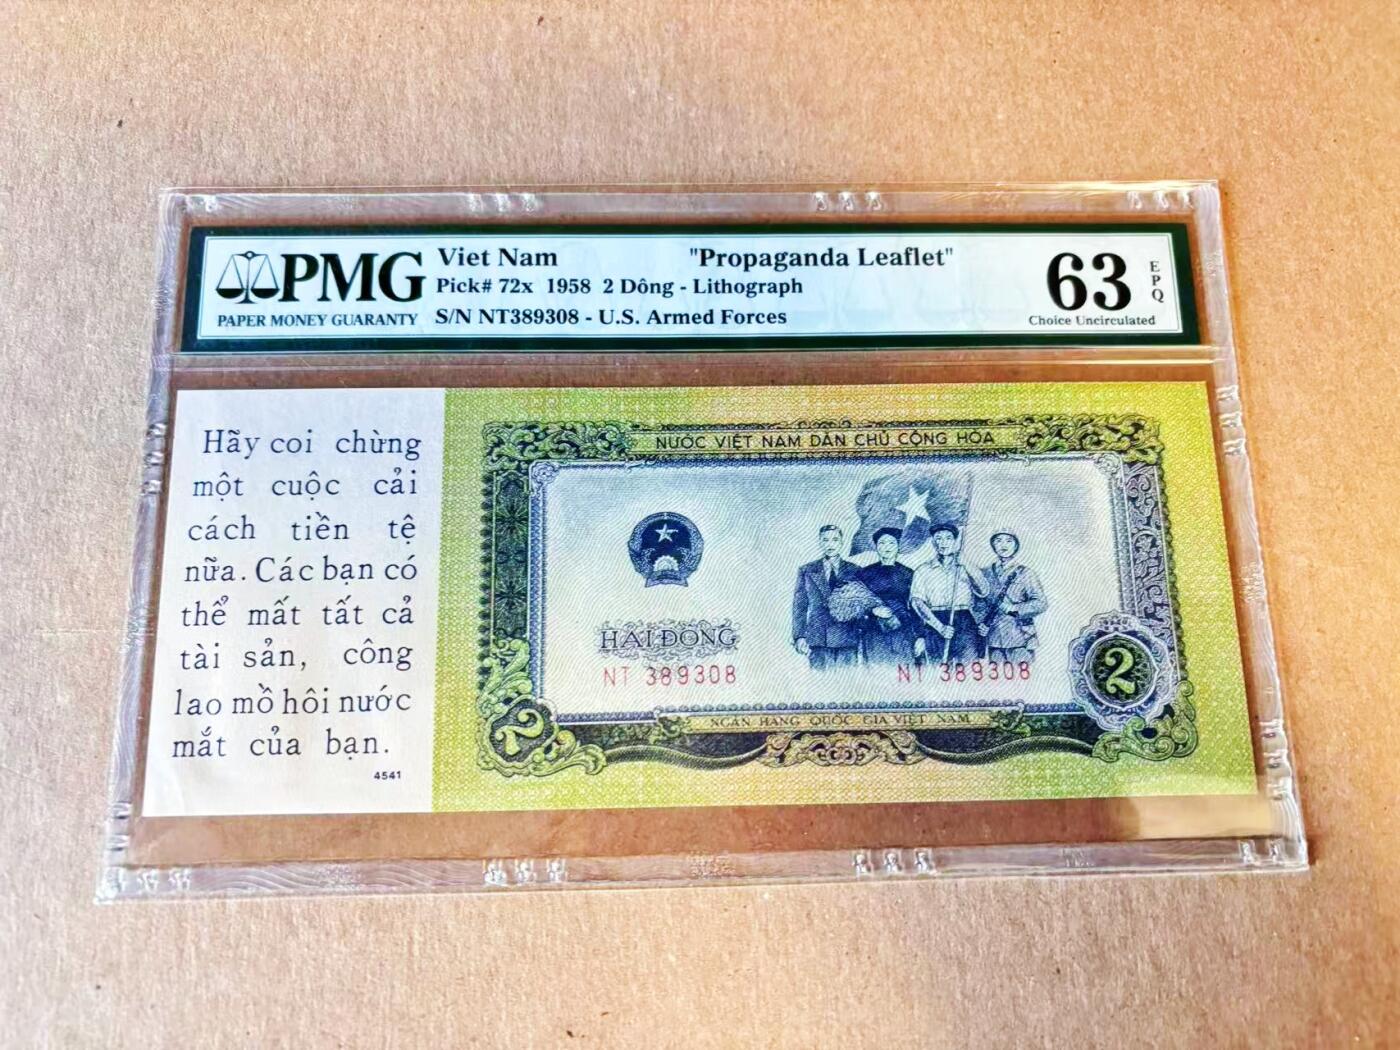 PMG
PAPER MONEY GUARANTY
Viet Nam "Propaganda Leaflet"
Pick# 72x 1958 2 Dông - Lithograph
S/N NT389308 - U.S. Armed Forces
63
EPQ
Choice Uncirculated
Hãy coi chừng
một cuộc cải
cách tiền tệ
nữa. Các bạn có
thể mất tất cả
tài sản, công
lao mồ hôi nước
mắt của bạn.
4541
NƯỚC VIỆT NAM DÂN CHỦ CỘNG HÒA
HAI ĐỒNG
NT 389308 NT 389308
2 2
NGÂN HÀNG QUỐC GIA VIỆT NAM